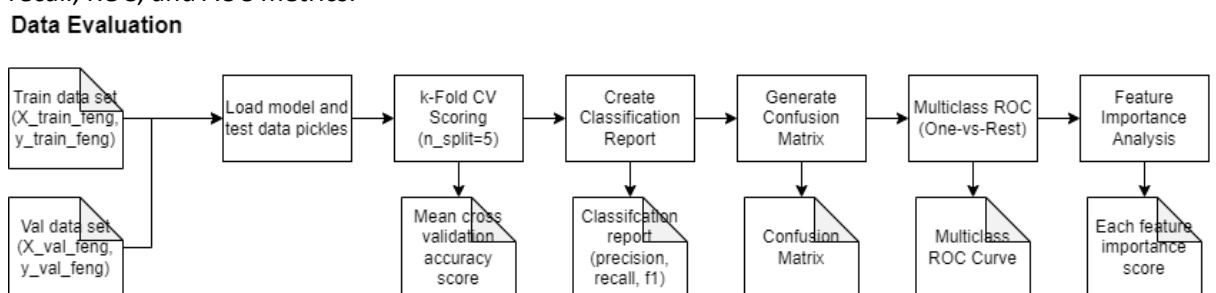 recall, ROC, and AUC metrics.
Data Evaluation
Train data set
(X_train_feng,
y_train_feng)
Load model and
test data pickles
k-Fold CV
Scoring
(n_split=5)
Create
Classification
Report
Generate
Confusion
Matrix
Multiclass ROC
(One-vs-Rest)
Feature
Importance
Analysis
Val data set
(X_val_feng,
y_val_feng)
Mean cross
validation
accuracy
score
Classifcation
report
(precision,
recall, f1)
Confusion
Matrix
Multiclass
ROC Curve
Each feature
importance
score